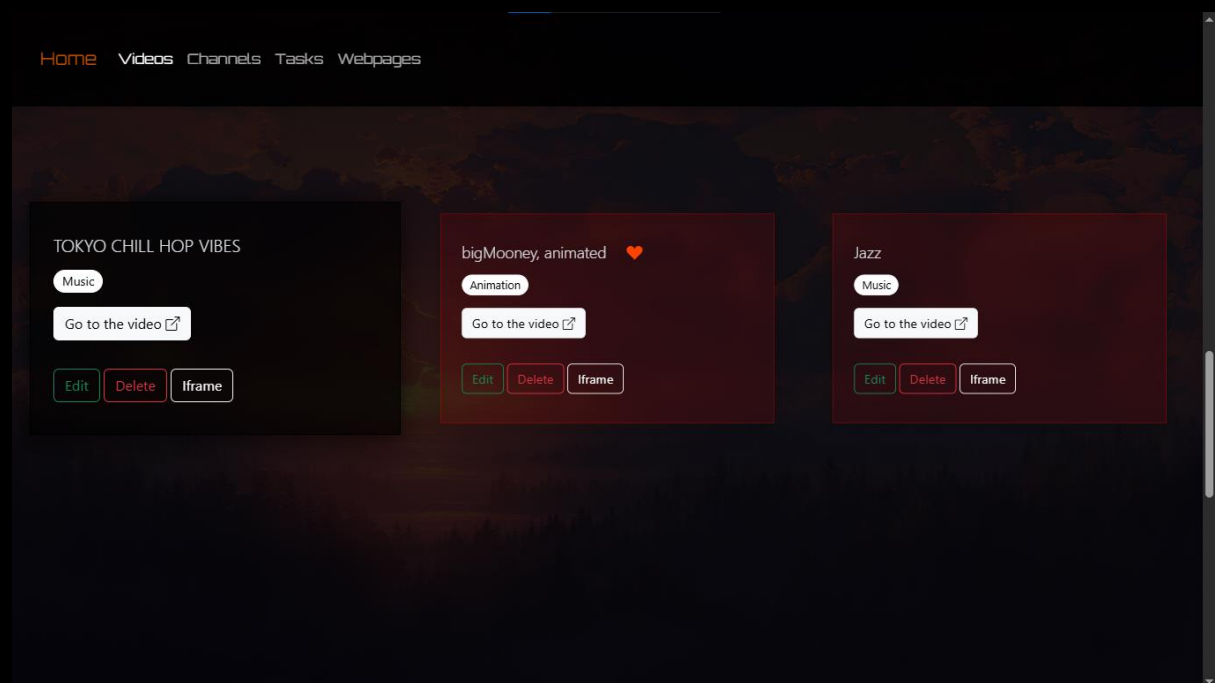 Home Videos Channels Tasks Webpages
TOKYO CHILL HOP VIBES
Music
Go to the video
Edit Delete Iframe
bigMooney, animated
Animation
Go to the video
Edit Delete Iframe
Jazz
Music
Go to the video
Edit Delete Iframe